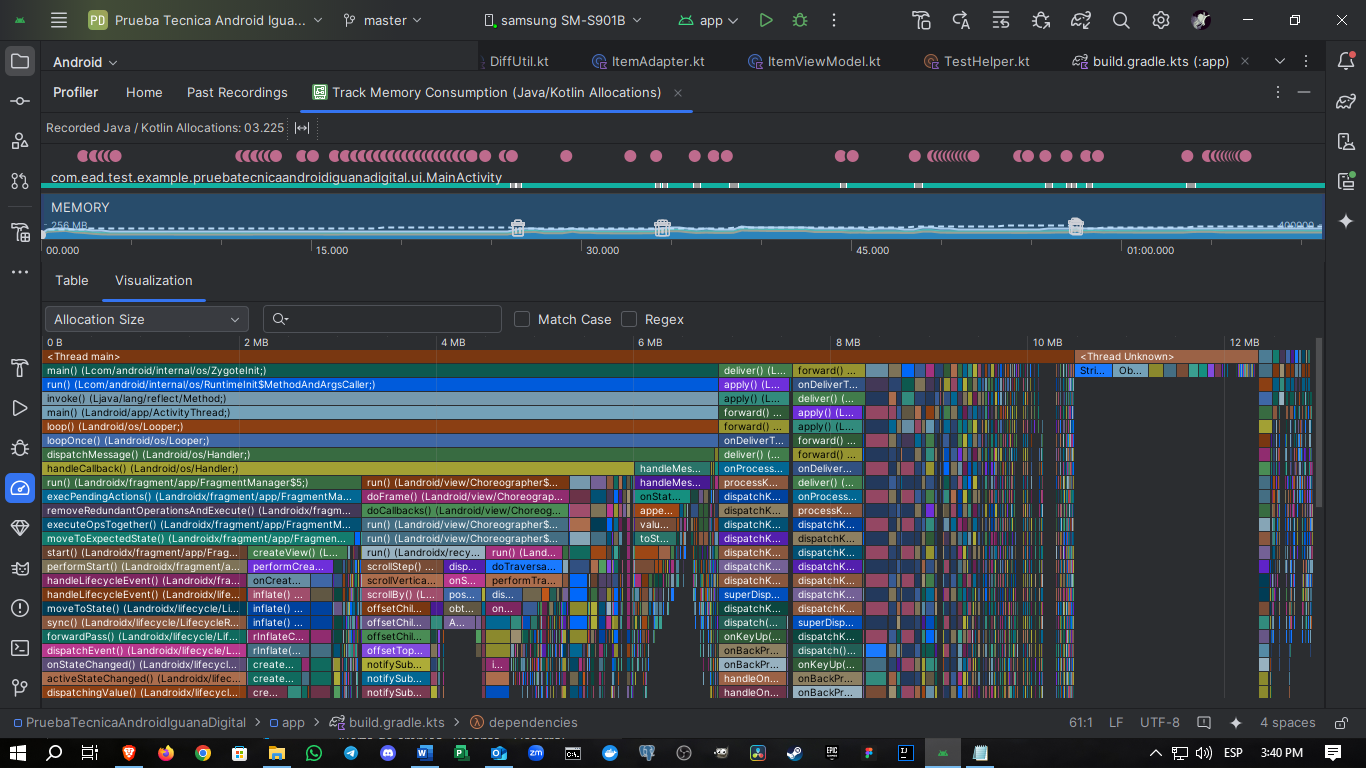 PD Prueba Tecnica Android Igua... master samsung SM-S901B app
Android DiffUtil.kt ItemAdapter.kt ItemViewModel.kt TestHelper.kt build.gradle.kts (:app)
Profiler Home Past Recordings Track Memory Consumption (Java/Kotlin Allocations)
Recorded Java / Kotlin Allocations: 03.225
com.ead.test.example.pruebatecnicaandroidiguanadigital.ui.MainActivity
MEMORY
256 MB 400000
00.000 15.000 30.000 45.000 01:00.000
Table Visualization
Allocation Size Match Case Regex
0 B 2 MB 4 MB 6 MB 8 MB 10 MB 12 MB
<Thread main> <Thread Unknown>
main() (Lcom/android/internal/os/ZygoteInit;) deliver() (L... forward() ... Stri... Ob...
run() (Lcom/android/internal/os/RuntimeInit$MethodAndArgsCaller;) apply() (L... onDeliverT...
invoke() (Ljava/lang/reflect/Method;) apply() (L... deliver() (...
main() (Landroid/app/ActivityThread;) forward() ... apply() (L...
loop() (Landroid/os/Looper;) forward() ... apply() (L...
loopOnce() (Landroid/os/Looper;) onDeliverT... forward() ...
dispatchMessage() (Landroid/os/Handler;) deliver() (... forward() ...
handleCallback() (Landroid/os/Handler;) handleMes... onProcess... onDeliver...
run() (Landroidx/fragment/app/FragmentManager$5;) run() (Landroid/view/Choreographer$... handleMes... processK... deliver() (...
execPendingActions() (Landroidx/fragment/app/FragmentMa... doFrame() (Landroid/view/Choreograp... onStat... dispatchK... onProcess...
removeRedundantOperationsAndExecute() (Landroidx/fragm... doCallbacks() (Landroid/view/Choreog... appe... dispatchK... processK...
executeOpsTogether() (Landroidx/fragment/app/FragmentM... run() (Landroid/view/Choreographer$... valu... dispatchK... dispatchK...
moveToExpectedState() (Landroidx/fragment/app/Fragmen... run() (Landroid/view/Choreographer$... toSt... dispatchK... dispatchK...
start() (Landroidx/fragment/app/Frag... createView() (L... run() (Landroidx/recy... run() (Land... dispatchK... dispatchK...
performStart() (Landroidx/fragment/a... performCrea... scrollStep() ... disp... doTraversa... dispatchK... dispatchK...
handleLifecycleEvent() (Landroidx/fra... onCreat... scrollVertica... onS... performTra... dispatchK... dispatchK...
handleLifecycleEvent() (Landroidx/life... inflate() (... scrollBy() (L... pos... dis... superDisp... dispatchK...
moveToState() (Landroidx/lifecycle/Li... inflate() (... offsetChil... obt... on... dispatchK... dispatchK...
sync() (Landroidx/lifecycle/LifecycleR... inflate() (... offsetChil... A... dispatch(... superDisp...
forwardPass() (Landroidx/lifecycle/Lif... rInflateC... offsetChil... onKeyUp(... dispatchK...
dispatchEvent() (Landroidx/lifecycle/L... rInflate(... offsetTop... onBackPr... dispatch()...
onStateChanged() (Landroidx/lifecycl... create... notifySub... i... onBackPr... onKeyUp(...
activeStateChanged() (Landroidx/lifec... create... notifySub... handleOn... onBackPr...
dispatchingValue() (Landroidx/lifecycl... cre... notifySub... handleOn... onBackPr...
PruebaTecnicaAndroidIguanaDigital app build.gradle.kts dependencies 61:1 LF UTF-8 4 spaces
ESP 3:40 PM